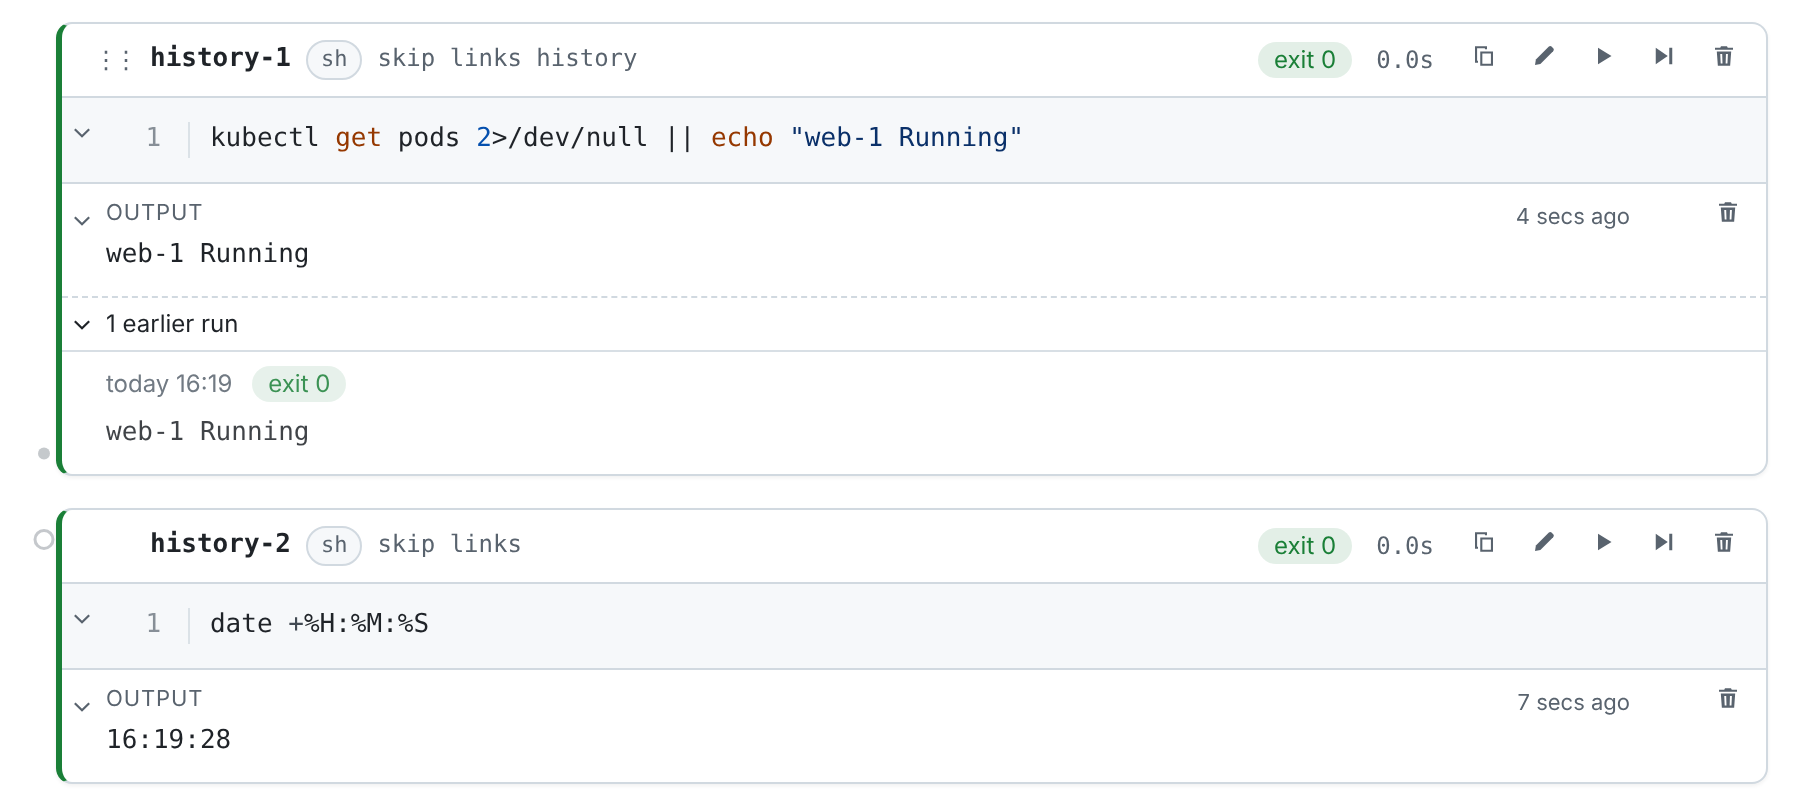 history-1 sh skip links history exit 0 0.0s
1 kubectl get pods 2>/dev/null || echo "web-1 Running"
OUTPUT 4 secs ago
web-1 Running
1 earlier run
today 16:19 exit 0
web-1 Running
history-2 sh skip links exit 0 0.0s
1 date +%H:%M:%S
OUTPUT 7 secs ago
16:19:28